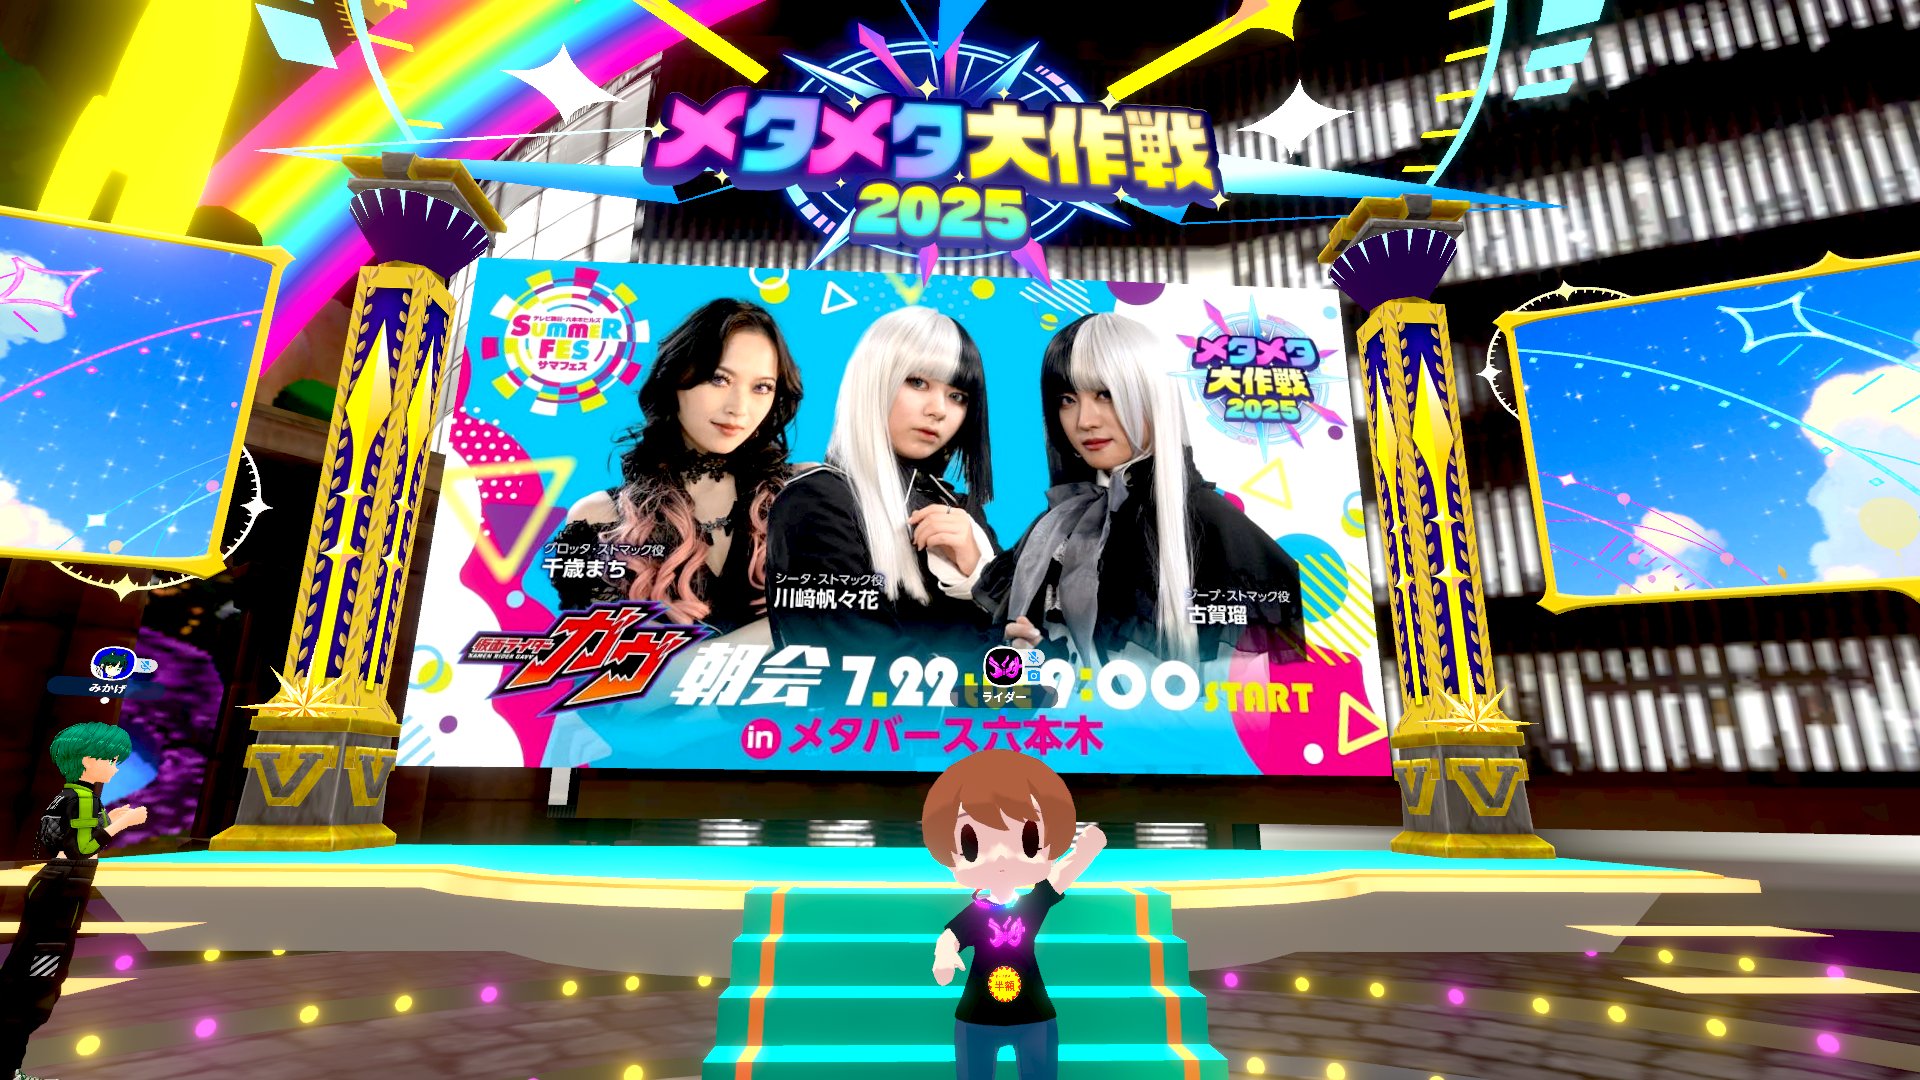 メタメタ大作戦
2025
テレビ朝日・六本木ヒルズ
SUMMER
FES
サマフェス
メタメタ
大作戦
2025
グロッタ・ストマック役
千歳まち
シータ・ストマック役
川﨑帆々花
ジープ・ストマック役
古賀瑠
仮面ライダー
KAMEN RIDER GAVV
ガヴ
朝会 7.22 9:00 START
in メタバース六本木
みかげ
ライダー
半額